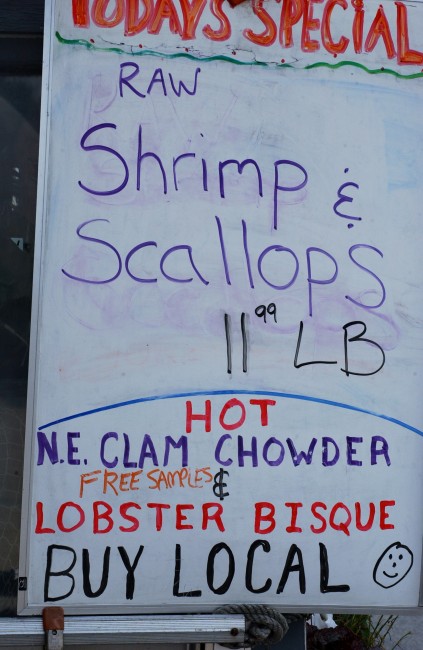 TODAYS SPECIAL
RAW
Shrimp &
Scallops
11 99 LB
HOT
N.E. CLAM CHOWDER
FREE SAMPLES &
LOBSTER BISQUE
BUY LOCAL